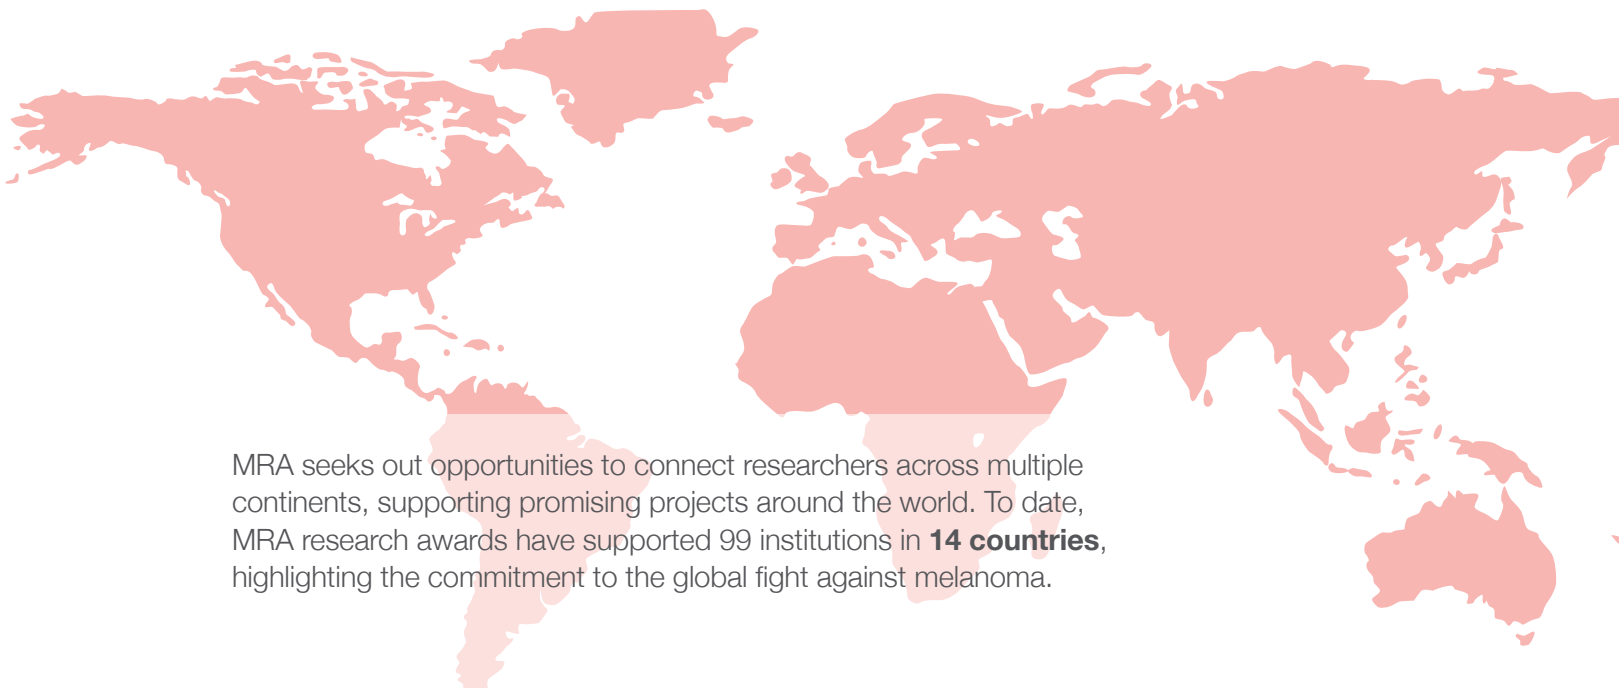 MRA seeks out opportunities to connect researchers across multiple
continents, supporting promising projects around the world. To date,
MRA research awards have supported 99 institutions in 14 countries,
highlighting the commitment to the global fight against melanoma.